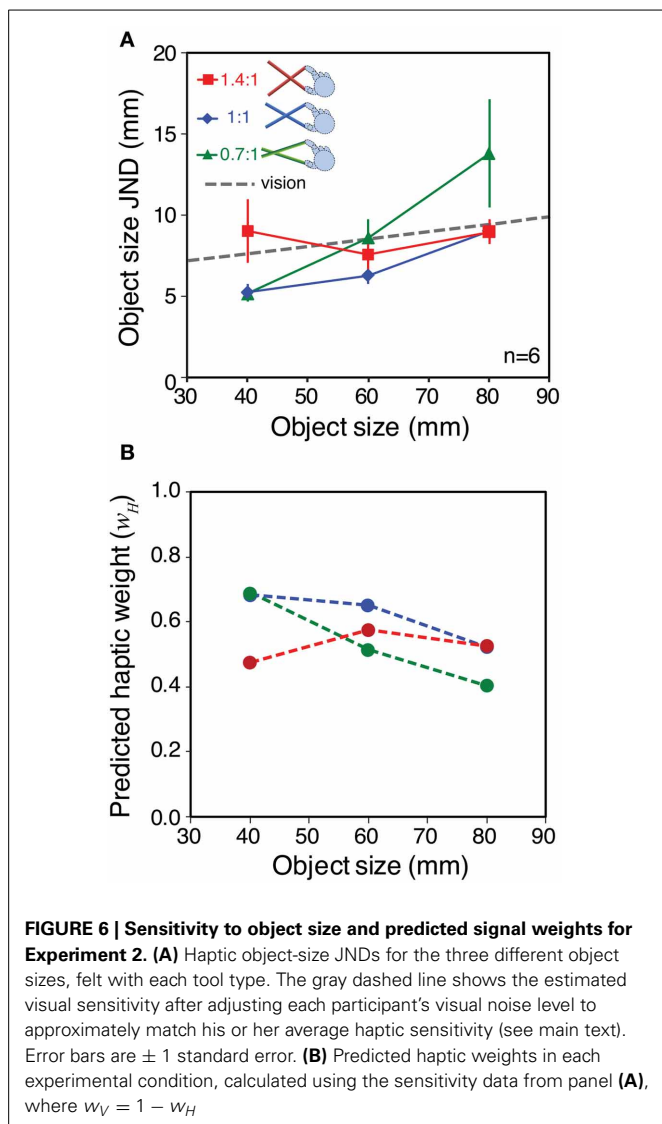 A
20
15
10
5
0
Object size JND (mm)
1.4:1
1:1
0.7:1
vision
n=6
30 40 50 60 70 80 90
Object size (mm)
B
1.0
0.8
0.6
0.4
0.2
0.0
Predicted haptic weight (w_H)
30 40 50 60 70 80 90
Object size (mm)
FIGURE 6 | Sensitivity to object size and predicted signal weights for
Experiment 2. (A) Haptic object-size JNDs for the three different object
sizes, felt with each tool type. The gray dashed line shows the estimated
visual sensitivity after adjusting each participant’s visual noise level to
approximately match his or her average haptic sensitivity (see main text).
Error bars are ± 1 standard error. (B) Predicted haptic weights in each
experimental condition, calculated using the sensitivity data from panel (A),
where w_V = 1 − w_H